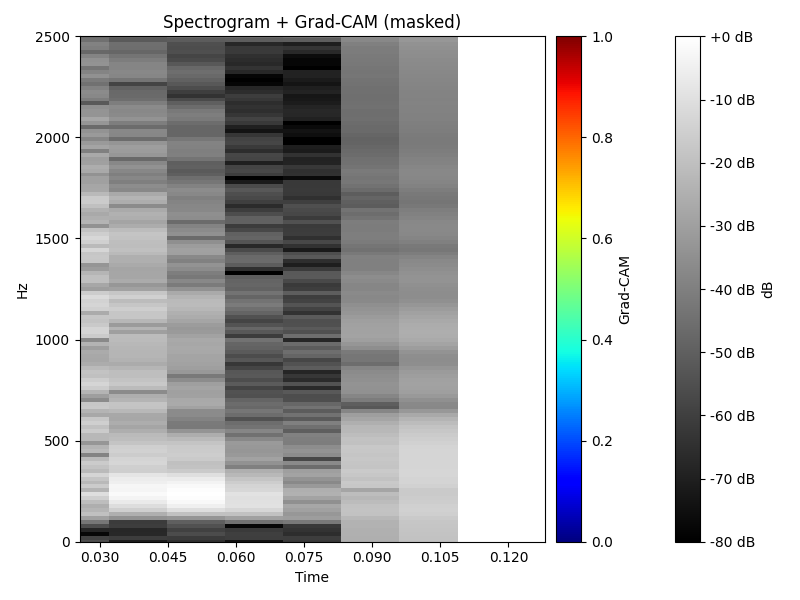 Spectrogram + Grad-CAM (masked)
2500
2000
1500
1000
500
0
Hz
0.030 0.045 0.060 0.075 0.090 0.105 0.120
Time
1.0
0.8
0.6
0.4
0.2
0.0
Grad-CAM
+0 dB
-10 dB
-20 dB
-30 dB
-40 dB
-50 dB
-60 dB
-70 dB
-80 dB
dB